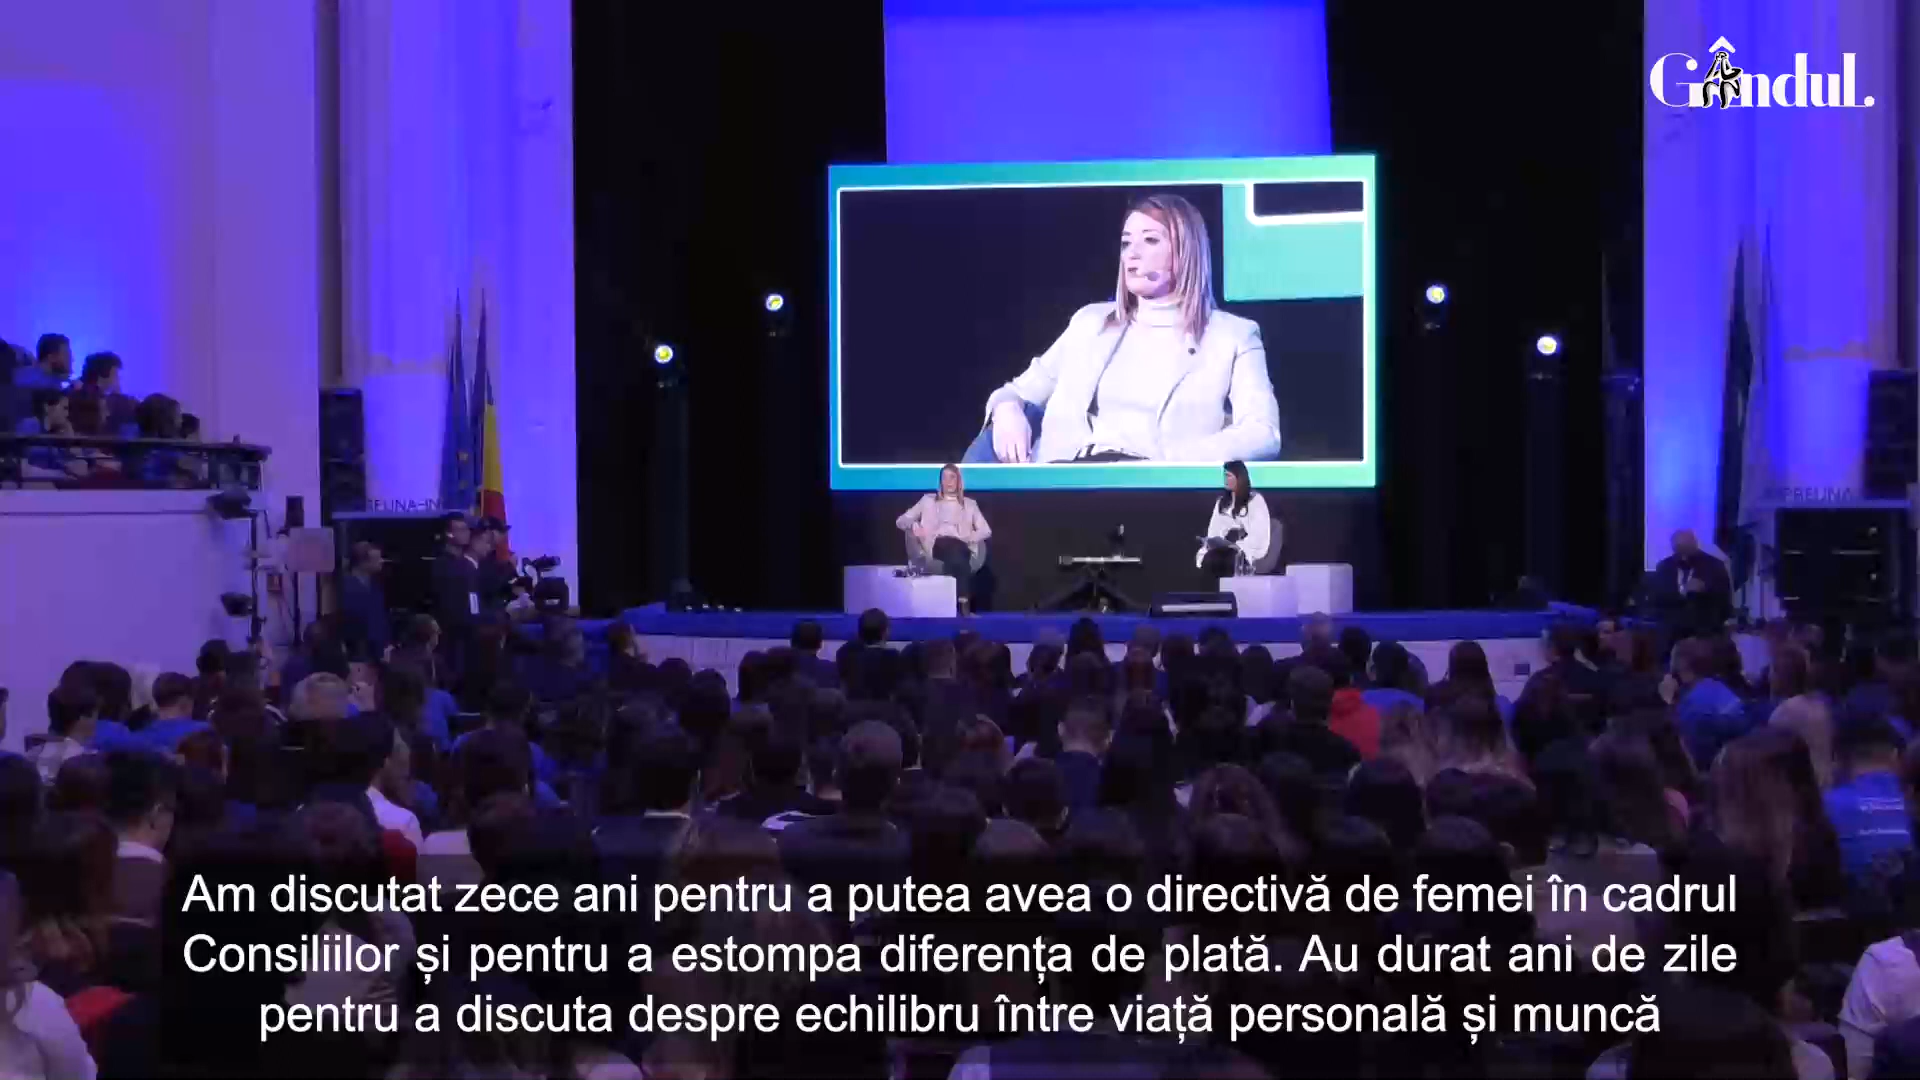 Gândul.
Am discutat zece ani pentru a putea avea o directivă de femei în cadrul
Consiliilor și pentru a estompa diferența de plată. Au durat ani de zile
pentru a discuta despre echilibru între viață personală și muncă